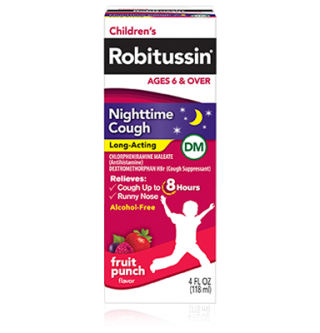 Children's
Robitussin®
AGES 6 & OVER
Nighttime
Cough
DM
Long-Acting
CHLORPHENIRAMINE MALEATE
(Antihistamine)
DEXTROMETHORPHAN HBr (Cough Suppressant)
Relieves:
✓ Cough Up to 8 Hours
✓ Runny Nose
Alcohol-Free
fruit
punch
flavor
4 FL OZ
(118 ml)